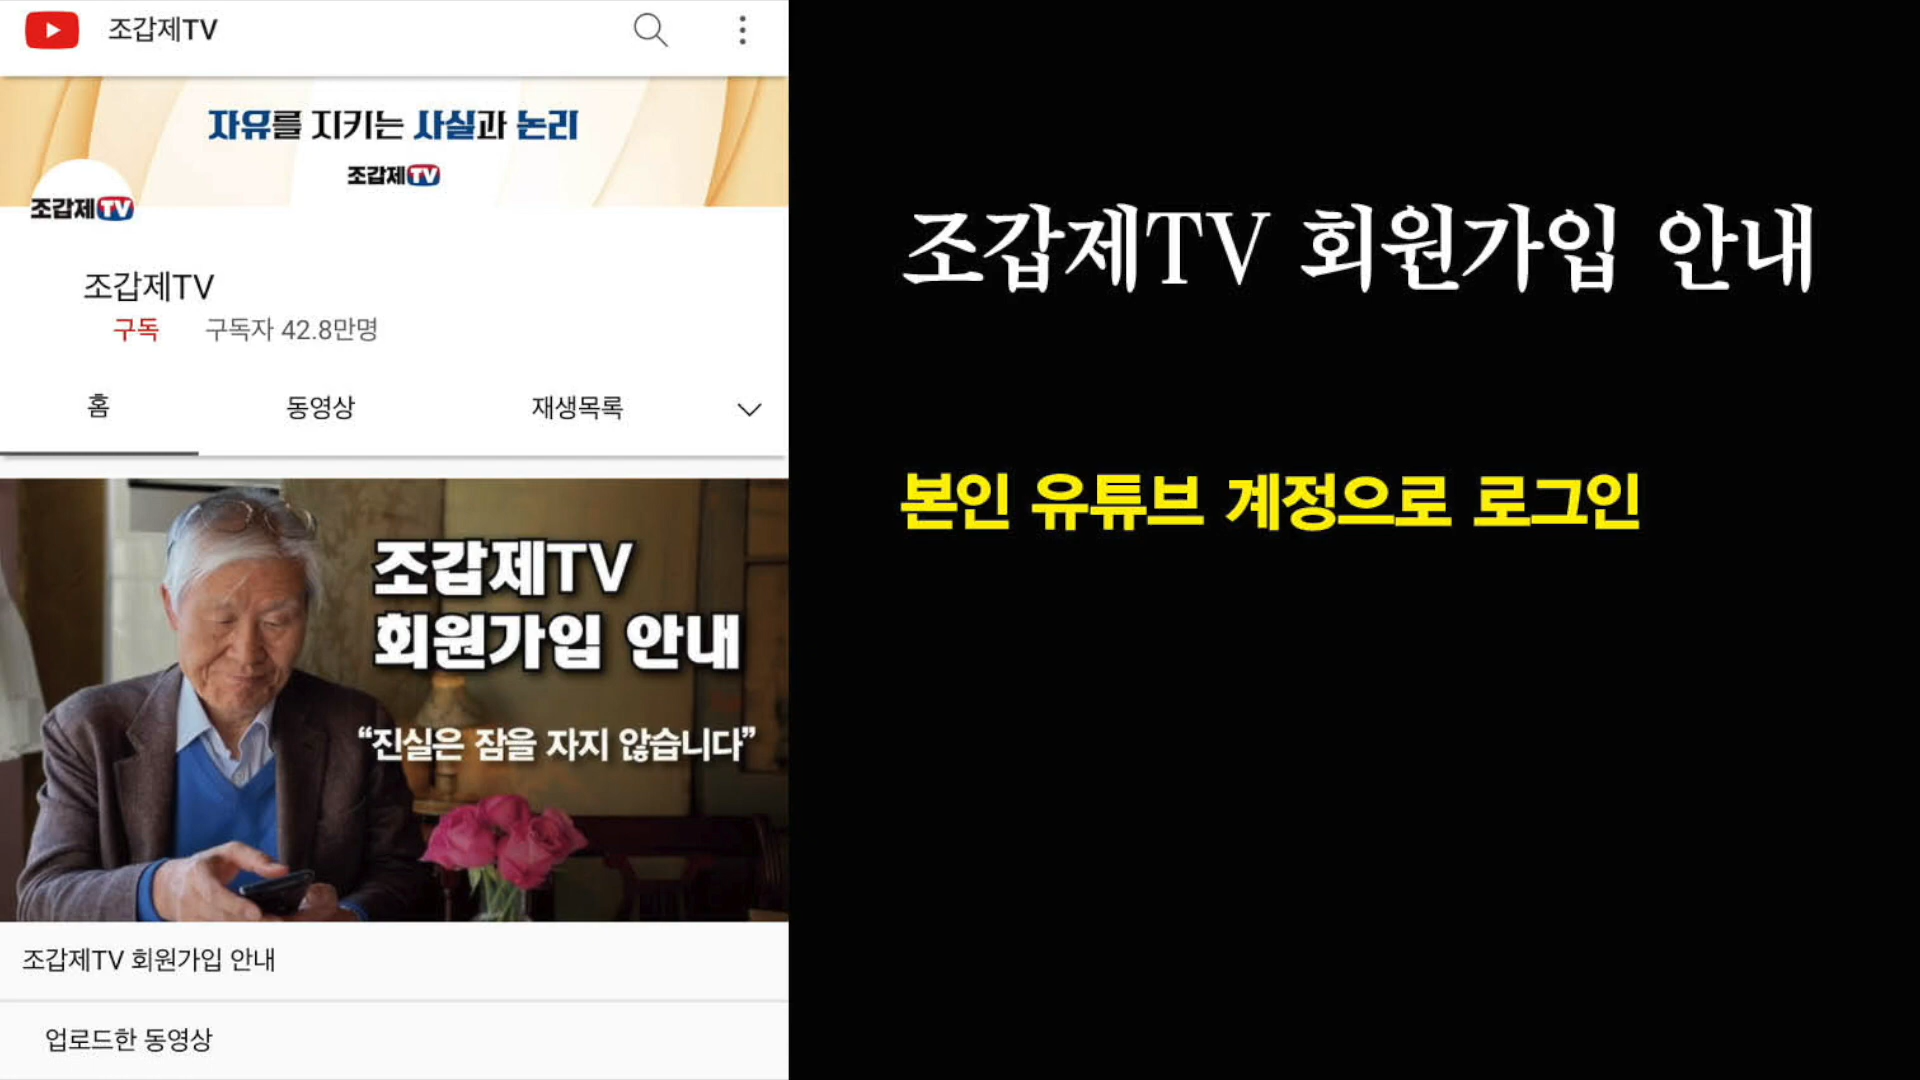 조갑제TV
자유를 지키는 사실과 논리
조갑제TV
조갑제TV
조갑제TV
구독 구독자 42.8만명
홈 동영상 재생목록
조갑제TV
회원가입 안내
“진실은 잠을 자지 않습니다”
조갑제TV 회원가입 안내
업로드한 동영상
조갑제TV 회원가입 안내
본인 유튜브 계정으로 로그인